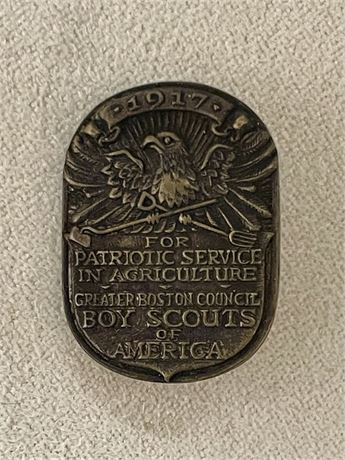 · 1917 ·
FOR
PATRIOTIC SERVICE
IN AGRICULTURE
GREATER BOSTON COUNCIL
BOY SCOUTS
OF
AMERICA